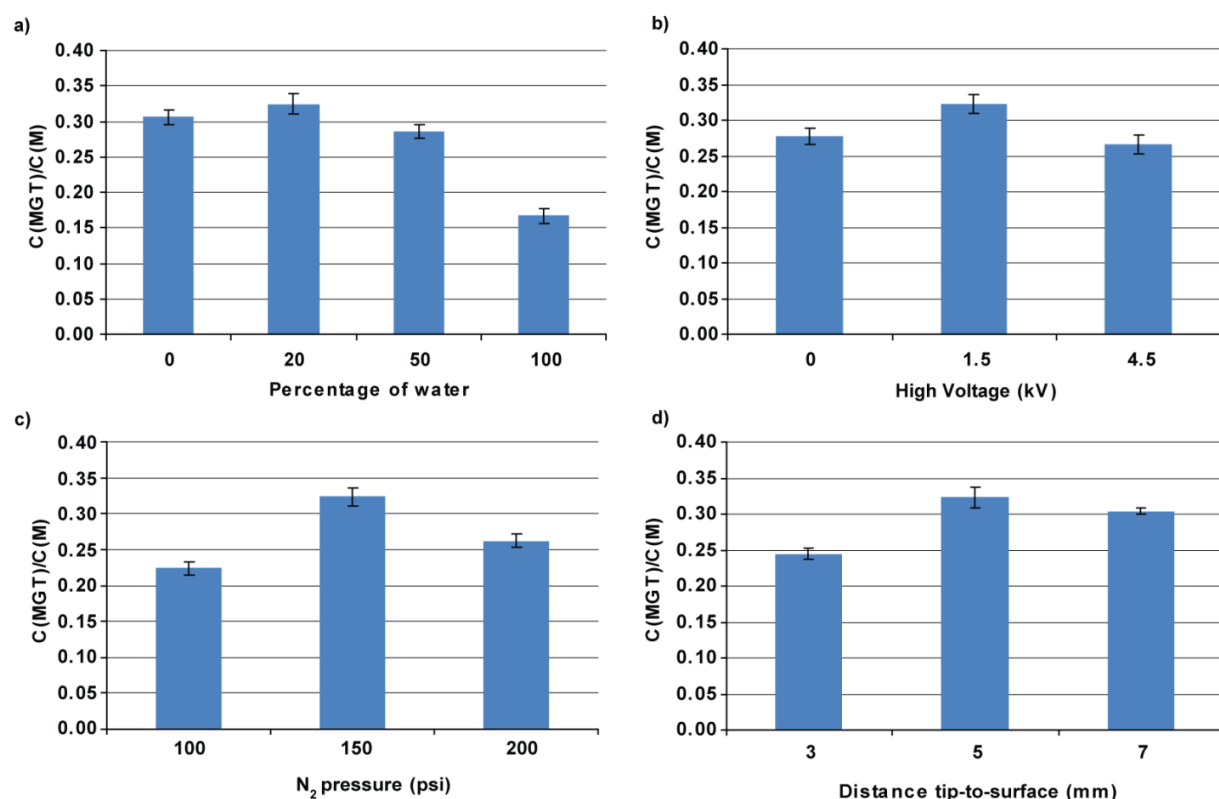 a)
0.40
0.35
0.30
0.25
0.20
0.15
0.10
0.05
0.00
C(MGT)/C(M)
0 20 50 100
Percentage of water
b)
0.40
0.35
0.30
0.25
0.20
0.15
0.10
0.05
0.00
C(MGT)/C(M)
0 1.5 4.5
High Voltage (kV)
c)
0.40
0.35
0.30
0.25
0.20
0.15
0.10
0.05
0.00
C(MGT)/C(M)
100 150 200
N₂ pressure (psi)
d)
0.40
0.35
0.30
0.25
0.20
0.15
0.10
0.05
0.00
C(MGT)/C(M)
3 5 7
Distance tip-to-surface (mm)